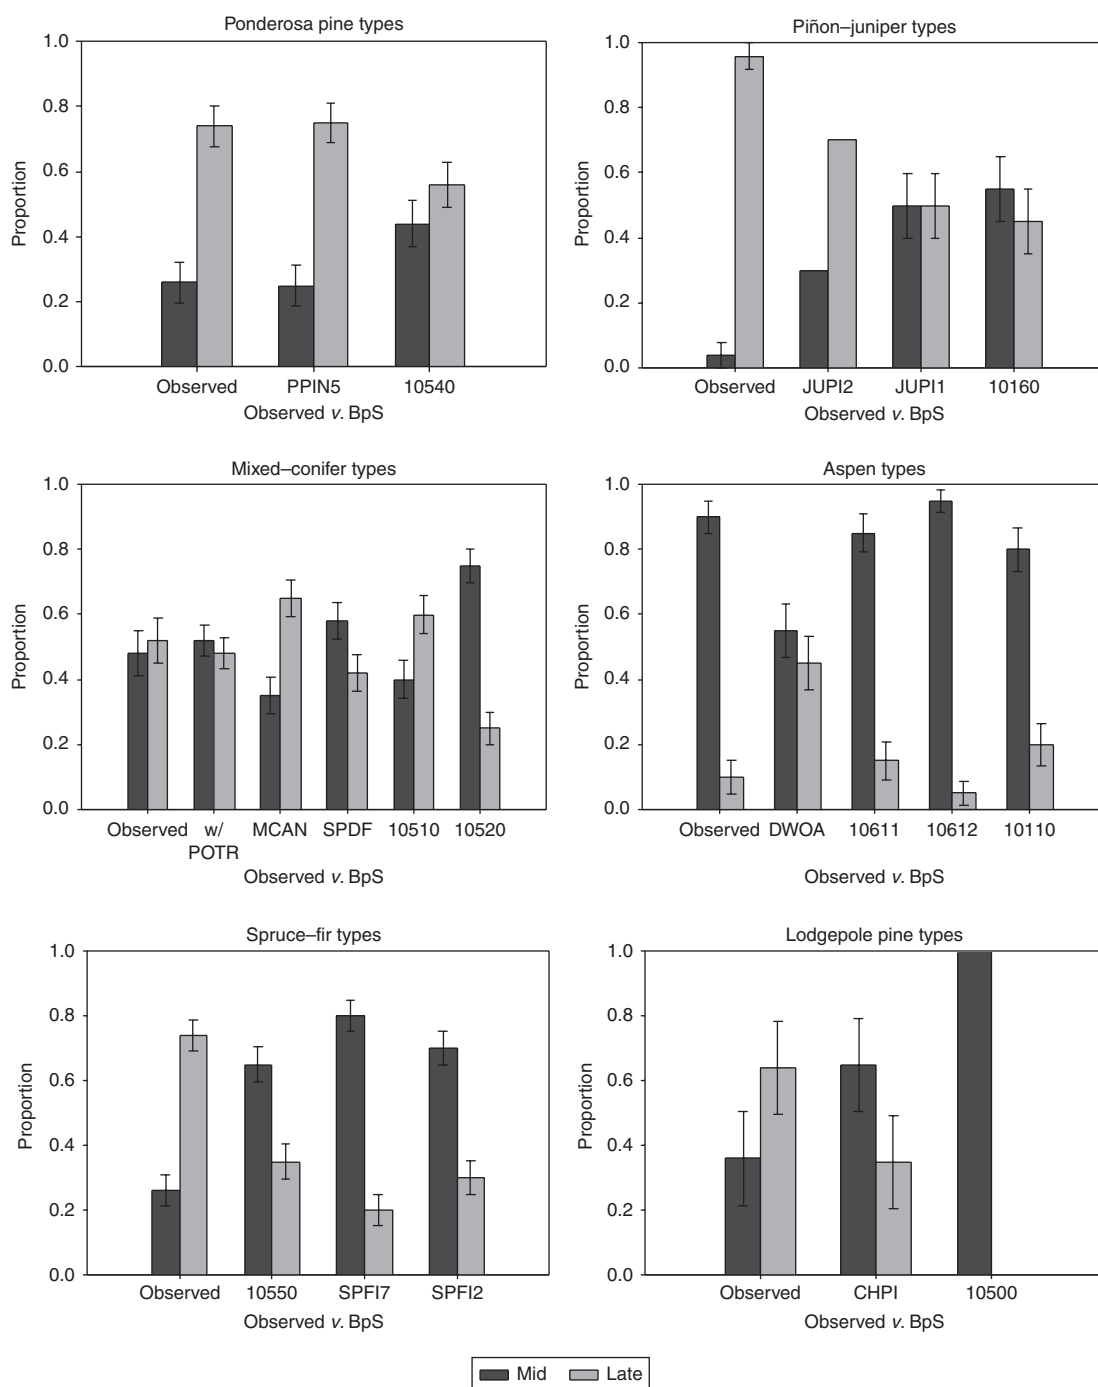 Ponderosa pine types
1.0
0.8
0.6
0.4
0.2
0.0
Proportion
Observed PPIN5 10540
Observed v. BpS
Piñon–juniper types
1.0
0.8
0.6
0.4
0.2
0.0
Proportion
Observed JUPI2 JUPI1 10160
Observed v. BpS
Mixed–conifer types
1.0
0.8
0.6
0.4
0.2
0.0
Proportion
Observed w/ MCAN SPDF 10510 10520
POTR
Observed v. BpS
Aspen types
1.0
0.8
0.6
0.4
0.2
0.0
Proportion
Observed DWOA 10611 10612 10110
Observed v. BpS
Spruce–fir types
1.0
0.8
0.6
0.4
0.2
0.0
Proportion
Observed 10550 SPFI7 SPFI2
Observed v. BpS
Lodgepole pine types
1.0
0.8
0.6
0.4
0.2
0.0
Proportion
Observed CHPI 10500
Observed v. BpS
Mid Late